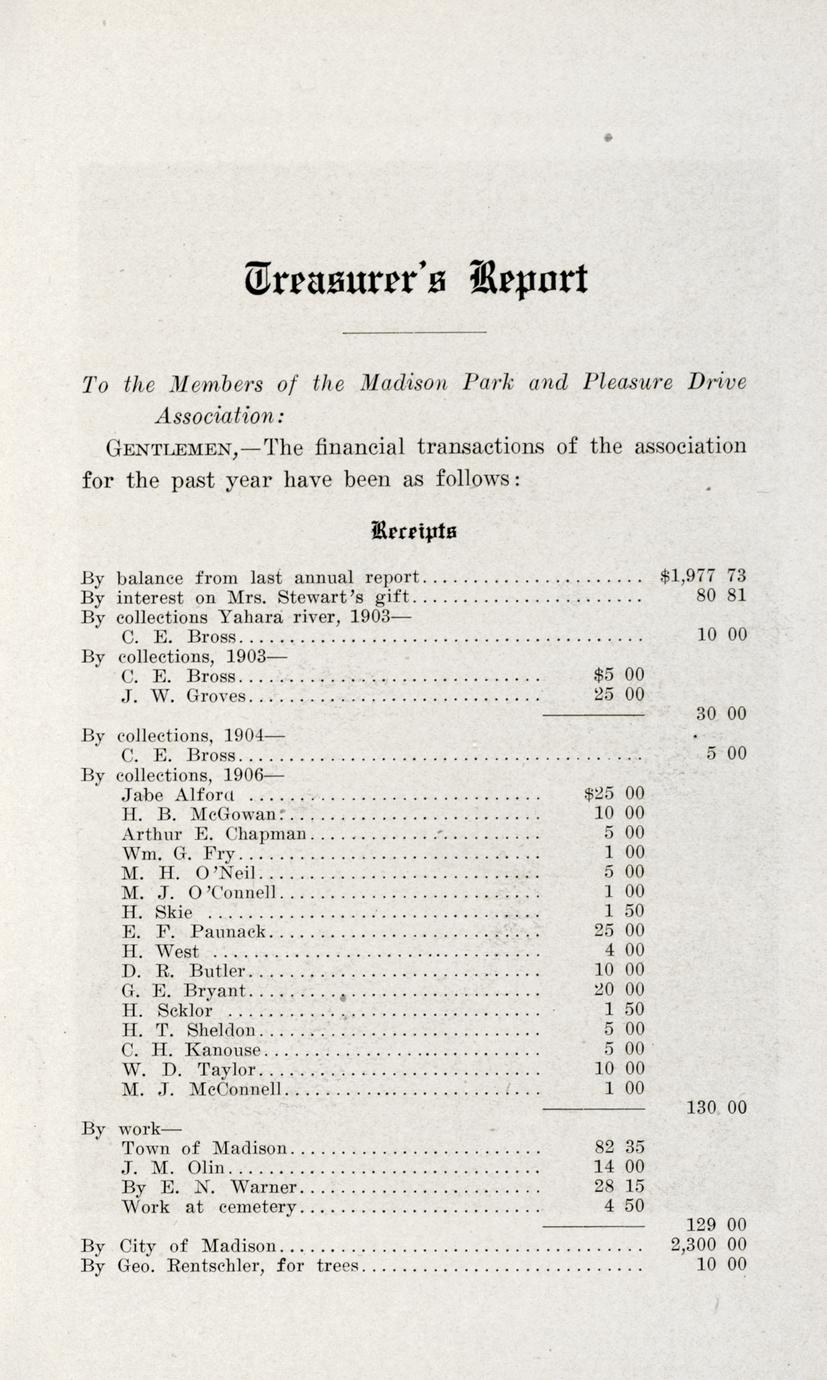 Treasurer's Report
To the Members of the Madison Park and Pleasure Drive
Association:
GENTLEMEN,—The financial transactions of the association
for the past year have been as follows:
Receipts
By balance from last annual report...................... $1,977 73
By interest on Mrs. Stewart's gift....................... 80 81
By collections Yahara river, 1903—
C. E. Bross........................................ 10 00
By collections, 1903—
C. E. Bross.............................. $5 00
J. W. Groves............................. 25 00
30 00
By collections, 1904—
C. E. Bross........................................ 5 00
By collections, 1906—
Jabe Alford ............................. $25 00
H. B. McGowan.......................... 10 00
Arthur E. Chapman....................... 5 00
Wm. G. Fry.............................. 1 00
M. H. O'Neil............................ 5 00
M. J. O'Connell.......................... 1 00
H. Skie ................................. 1 50
E. F. Paunack........................... 25 00
H. West ................................ 4 00
D. R. Butler............................. 10 00
G. E. Bryant............................. 20 00
H. Scklor ............................... 1 50
H. T. Sheldon............................ 5 00
C. H. Kanouse........................... 5 00
W. D. Taylor............................ 10 00
M. J. McConnell.......................... 1 00
130 00
By work—
Town of Madison......................... 82 35
J. M. Olin............................... 14 00
By E. N. Warner........................ 28 15
Work at cemetery........................ 4 50
129 00
By City of Madison.................................... 2,300 00
By Geo. Rentschler, for trees............................ 10 00